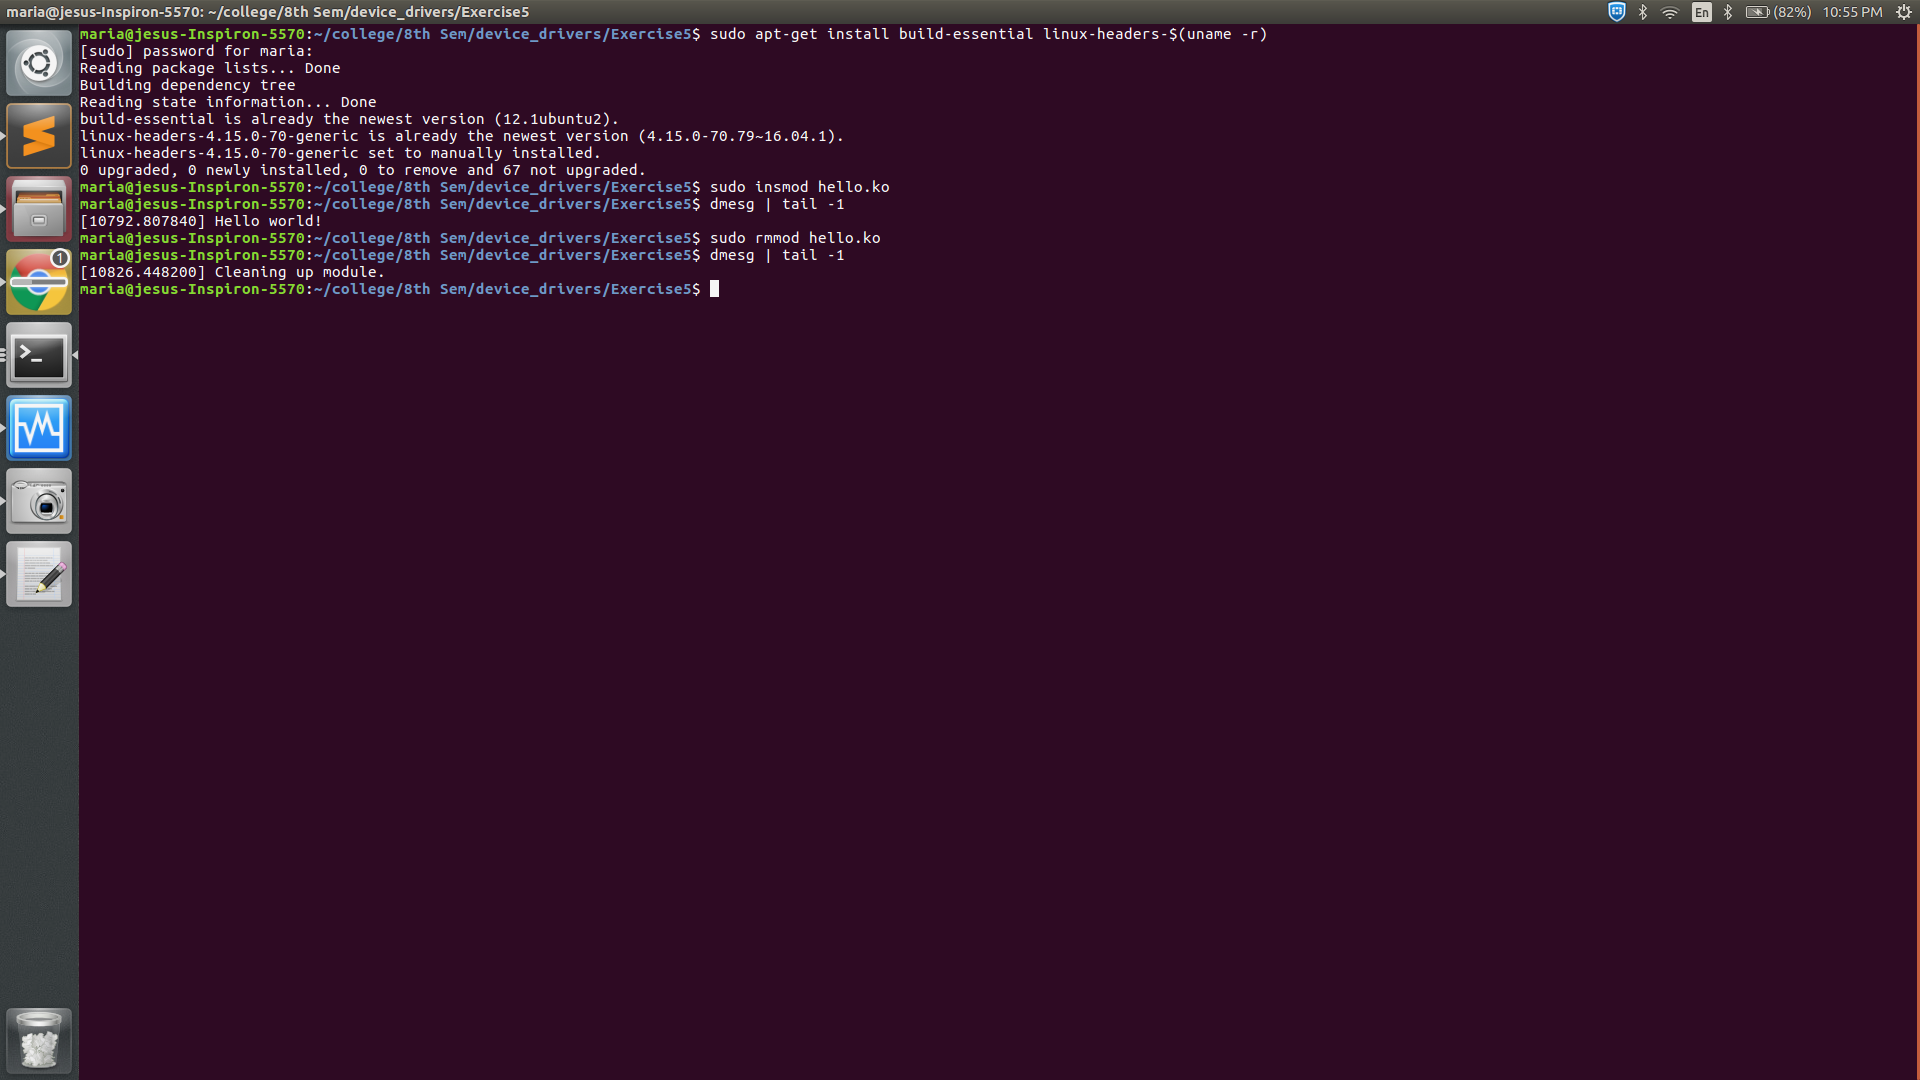 maria@jesus-Inspiron-5570: ~/college/8th Sem/device_drivers/Exercise5
En (82%) 10:55 PM
maria@jesus-Inspiron-5570:~/college/8th Sem/device_drivers/Exercise5$ sudo apt-get install build-essential linux-headers-$(uname -r)
[sudo] password for maria:
Reading package lists... Done
Building dependency tree
Reading state information... Done
build-essential is already the newest version (12.1ubuntu2).
linux-headers-4.15.0-70-generic is already the newest version (4.15.0-70.79~16.04.1).
linux-headers-4.15.0-70-generic set to manually installed.
0 upgraded, 0 newly installed, 0 to remove and 67 not upgraded.
maria@jesus-Inspiron-5570:~/college/8th Sem/device_drivers/Exercise5$ sudo insmod hello.ko
maria@jesus-Inspiron-5570:~/college/8th Sem/device_drivers/Exercise5$ dmesg | tail -1
[10792.807840] Hello world!
maria@jesus-Inspiron-5570:~/college/8th Sem/device_drivers/Exercise5$ sudo rmmod hello.ko
maria@jesus-Inspiron-5570:~/college/8th Sem/device_drivers/Exercise5$ dmesg | tail -1
[10826.448200] Cleaning up module.
maria@jesus-Inspiron-5570:~/college/8th Sem/device_drivers/Exercise5$
1
>_